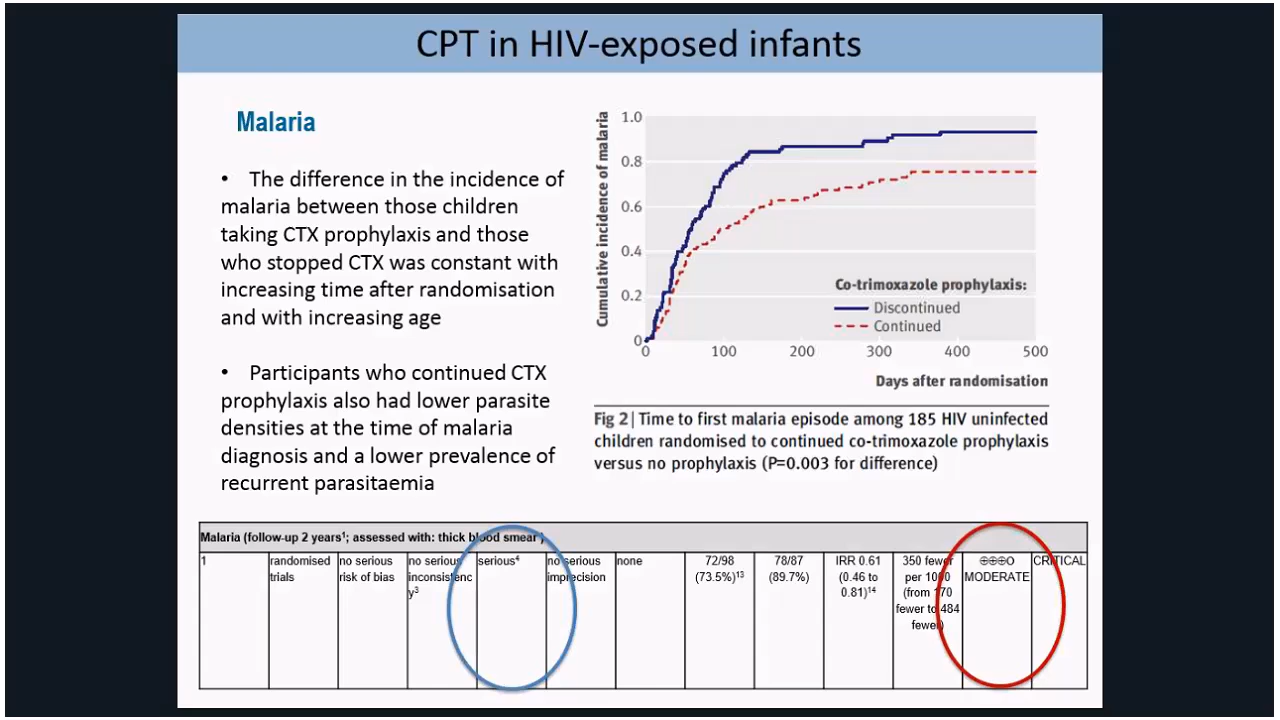 CPT in HIV-exposed infants
Malaria
• The difference in the incidence of
malaria between those children
taking CTX prophylaxis and those
who stopped CTX was constant with
increasing time after randomisation
and with increasing age
• Participants who continued CTX
prophylaxis also had lower parasite
densities at the time of malaria
diagnosis and a lower prevalence of
recurrent parasitaemia
Cumulative incidence of malaria
1.0
0.8
0.6
0.4
0.2
0
0 100 200 300 400 500
Co-trimoxazole prophylaxis:
Discontinued
Continued
Days after randomisation
Fig 2| Time to first malaria episode among 185 HIV uninfected
children randomised to continued co-trimoxazole prophylaxis
versus no prophylaxis (P=0.003 for difference)
Malaria (follow-up 2 years¹; assessed with: thick blood smear )
1
randomised
trials
no serious
risk of bias
no serious
inconsistenc
y³
serious⁴
no serious
imprecision
none
72/98
(73.5%)¹³
78/87
(89.7%)
IRR 0.61
(0.46 to
0.81)¹⁴
350 fewer
per 1000
(from 170
fewer to 484
fewer)
⊕⊕⊕O
MODERATE
CRITICAL